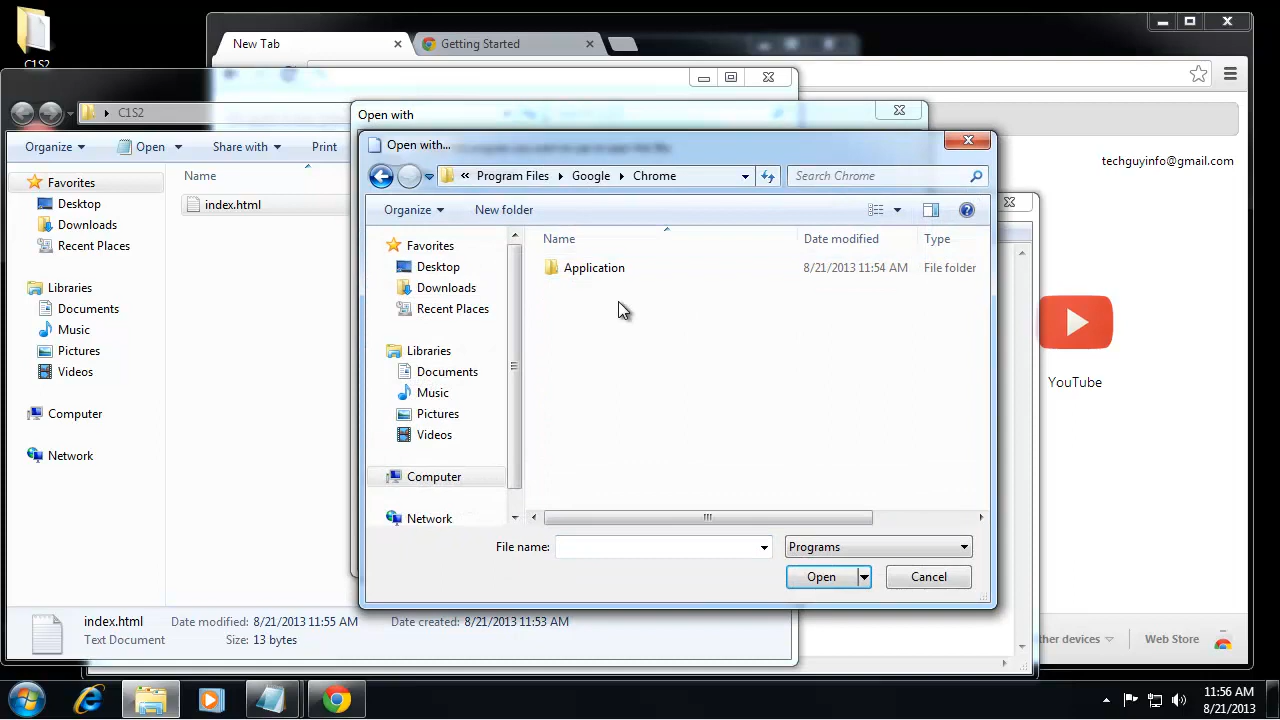 C1S2
New Tab
Getting Started
C1S2
Organize
Open
Share with
Print
Favorites
Desktop
Downloads
Recent Places
Libraries
Documents
Music
Pictures
Videos
Computer
Network
Name
index.html
index.html
Text Document
Date modified: 8/21/2013 11:55 AM
Size: 13 bytes
Date created: 8/21/2013 11:53 AM
Open with
Open with...
« Program Files
Google
Chrome
Search Chrome
Organize
New folder
Favorites
Desktop
Downloads
Recent Places
Libraries
Documents
Music
Pictures
Videos
Computer
Network
Name
Date modified
Type
Application
8/21/2013 11:54 AM
File folder
File name:
Programs
Open
Cancel
techguyinfo@gmail.com
YouTube
ther devices
Web Store
11:56 AM
8/21/2013